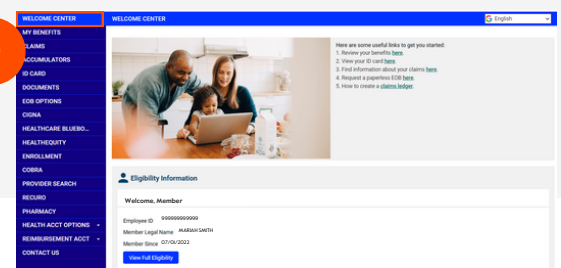 WELCOME CENTER
MY BENEFITS
CLAIMS
ACCUMULATORS
ID CARD
DOCUMENTS
EOB OPTIONS
CIGNA
HEALTHCARE BLUEBO...
HEALTHEQUITY
ENROLLMENT
COBRA
PROVIDER SEARCH
RECURO
PHARMACY
HEALTH ACCT OPTIONS
REIMBURSEMENT ACCT
CONTACT US
WELCOME CENTER
English
Here are some useful links to get you started:
1. Review your benefits here.
2. View your ID card here.
3. Find information about your claims here.
4. Request a paperless EOB here.
5. How to create a claims ledger.
Eligibility Information
Welcome, Member
Employee ID 999999999999
Member Legal Name MARIAH SMITH
Member Since 07/01/2022
View Full Eligibility